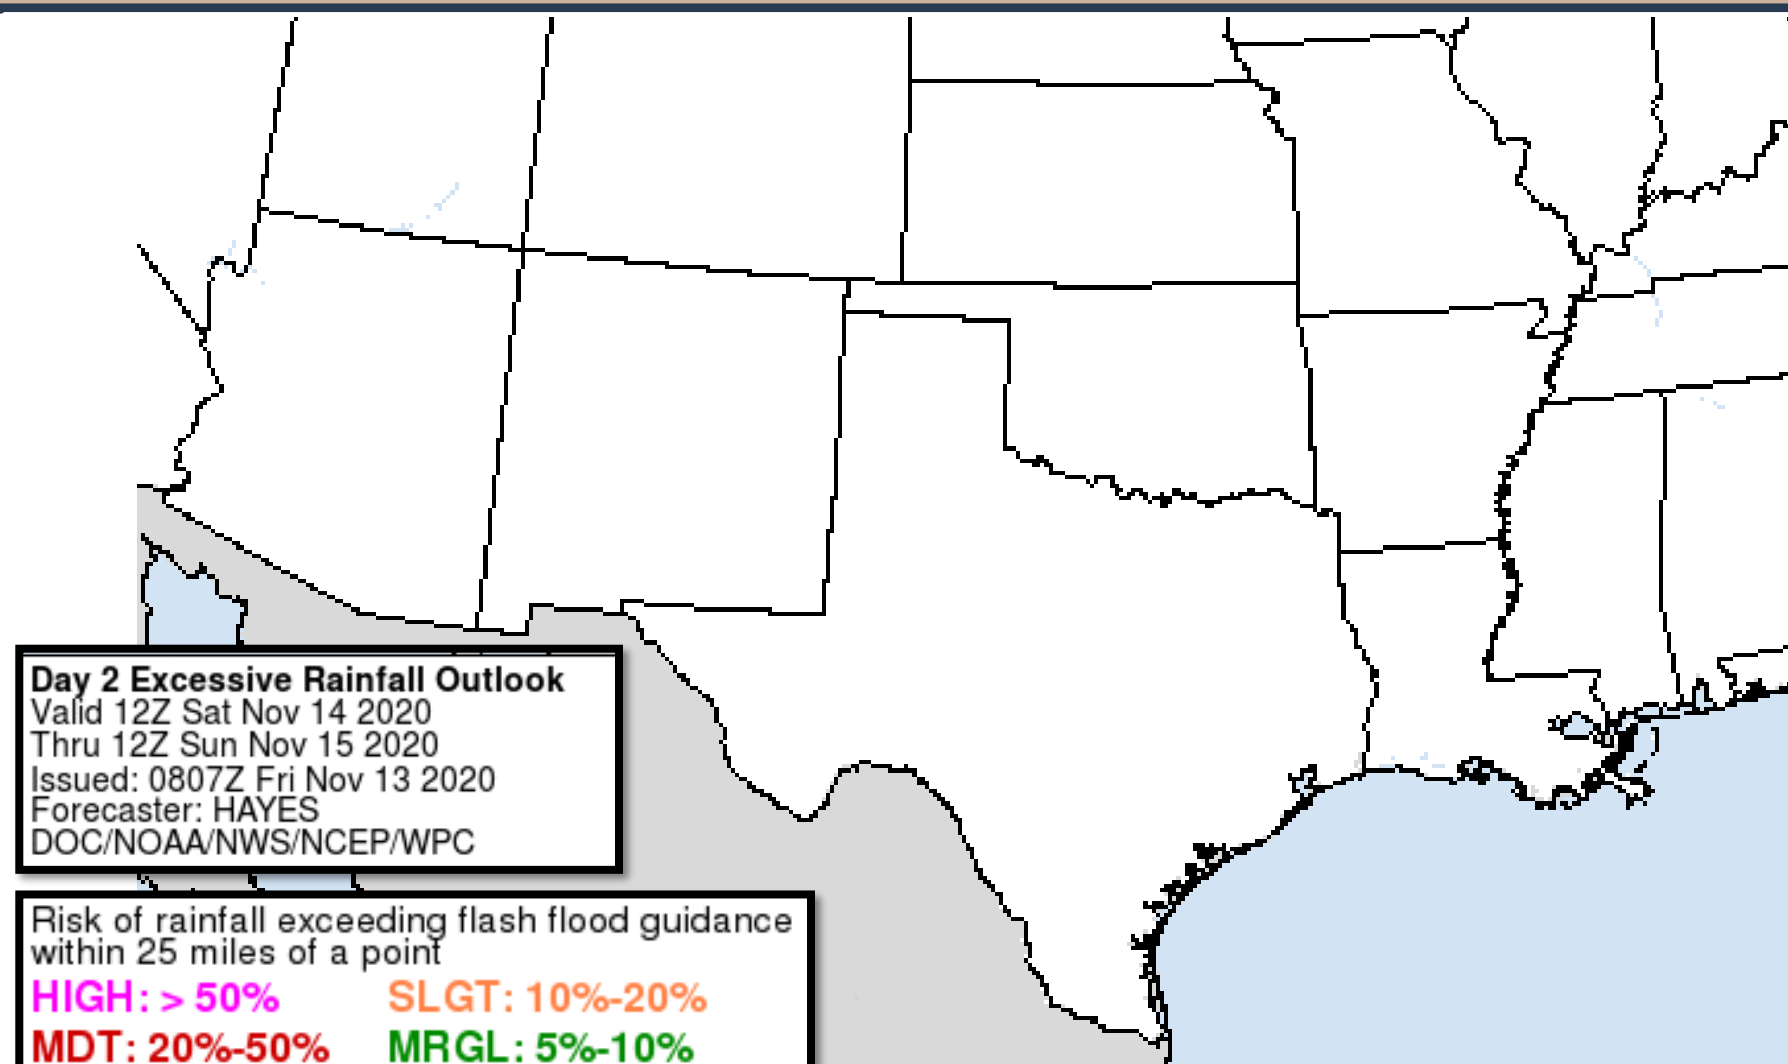 Day 2 Excessive Rainfall Outlook
Valid 12Z Sat Nov 14 2020
Thru 12Z Sun Nov 15 2020
Issued: 0807Z Fri Nov 13 2020
Forecaster: HAYES
DOC/NOAA/NWS/NCEP/WPC
Risk of rainfall exceeding flash flood guidance
within 25 miles of a point
HIGH: > 50% SLGT: 10%-20%
MDT: 20%-50% MRGL: 5%-10%